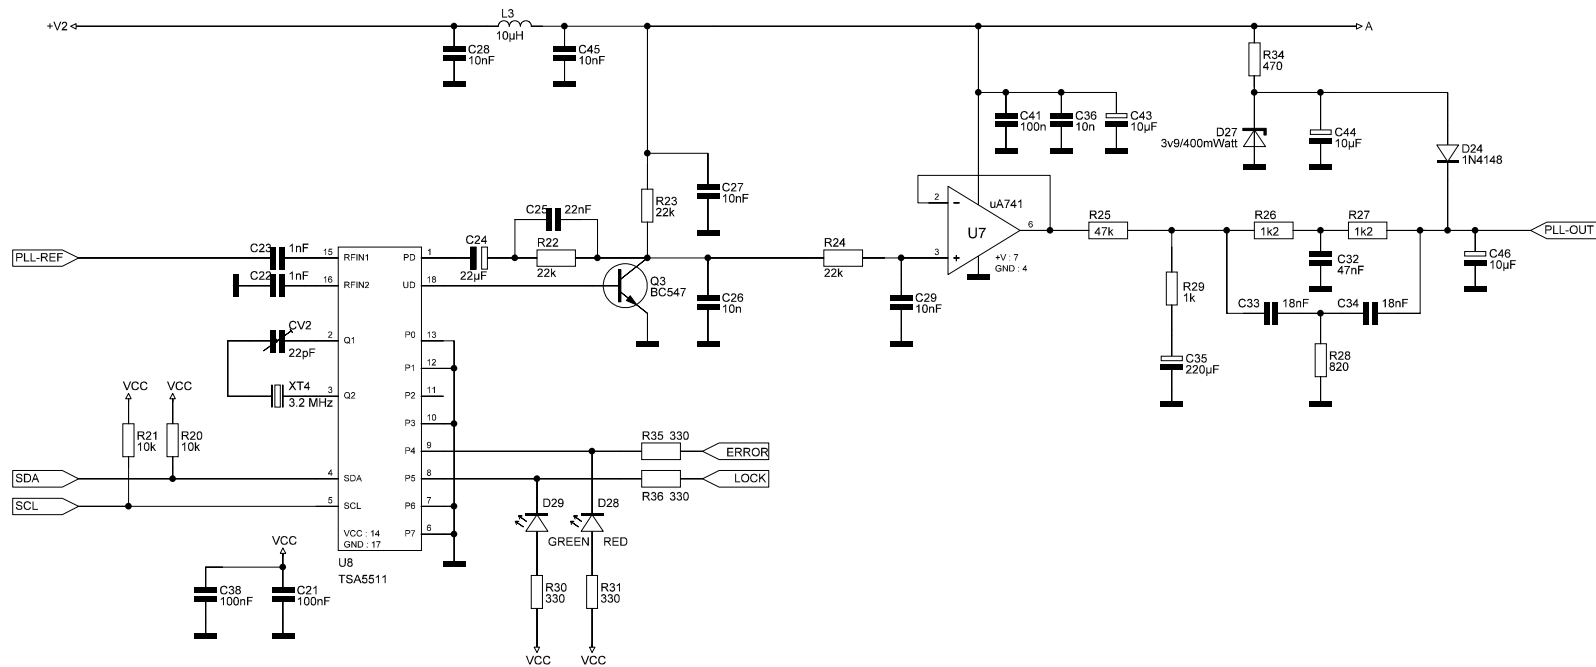 +V2
L3
10µH
A
C28
10nF
C45
10nF
R34
470
C41
100n
C36
10n
C43
10µF
D27
3v9/400mWatt
C44
10µF
D24
1N4148
C27
10nF
R23
22k
C25 22nF
2
uA741
U7
6
3
+V : 7
GND : 4
R25
47k
R26
1k2
R27
1k2
PLL-OUT
PLL-REF
C23 1nF
15 RFIN1
C22 1nF
16 RFIN2
PD 1
UD 18
C24
22µF
R22
22k
Q3
BC547
R24
22k
C26
10n
C29
10nF
C32
47nF
C46
10µF
R29
1k
C33 18nF
C34 18nF
C35
220µF
R28
820
CV2
22pF
2 Q1
XT4
3.2 MHz
3 Q2
P0 13
P1 12
P2 11
P3 10
P4 9
P5 8
P6 7
P7 6
VCC VCC
R21
10k
R20
10k
SDA
4 SDA
SCL
5 SCL
VCC : 14
GND : 17
U8
TSA5511
R35 330
ERROR
LOCK
R36 330
D29
GREEN
D28
RED
R30
330
R31
330
VCC VCC
VCC
C38
100nF
C21
100nF